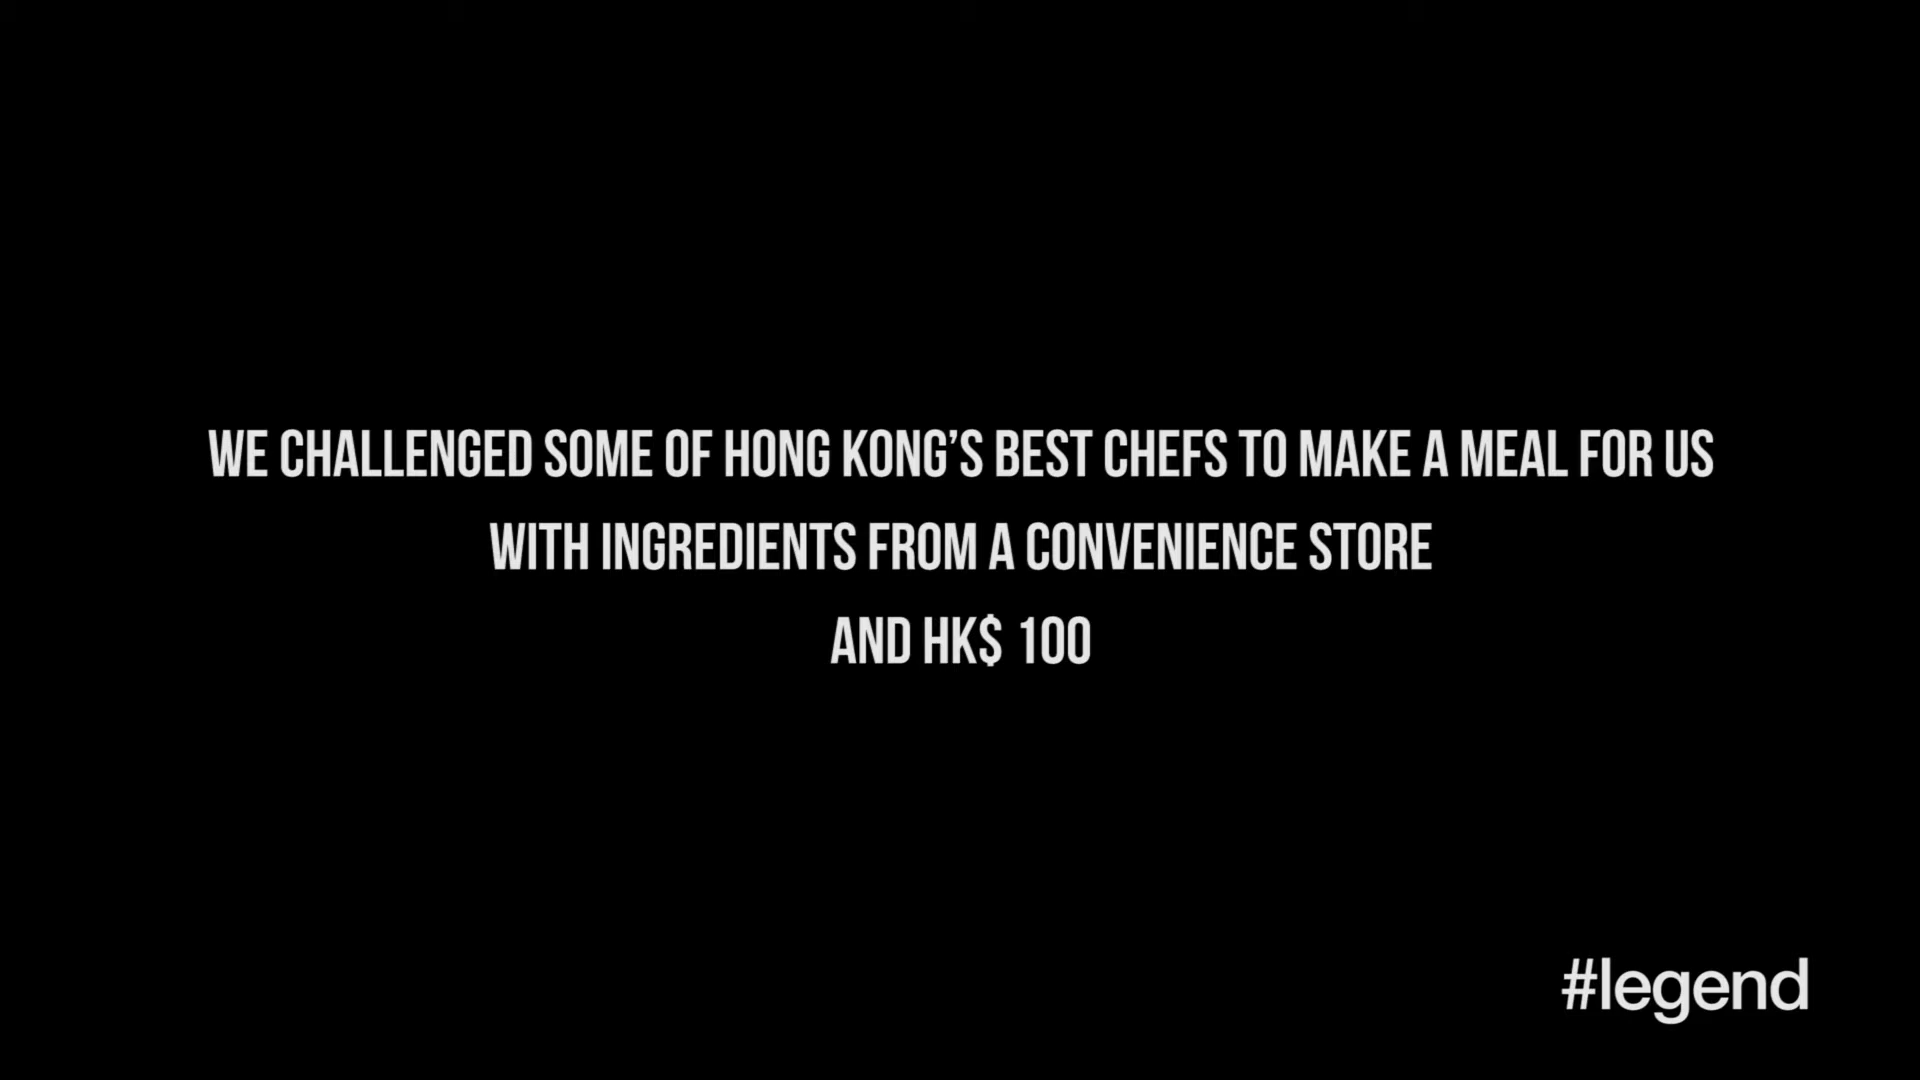 WE CHALLENGED SOME OF HONG KONG’S BEST CHEFS TO MAKE A MEAL FOR US
WITH INGREDIENTS FROM A CONVENIENCE STORE
AND HK$ 100
#legend